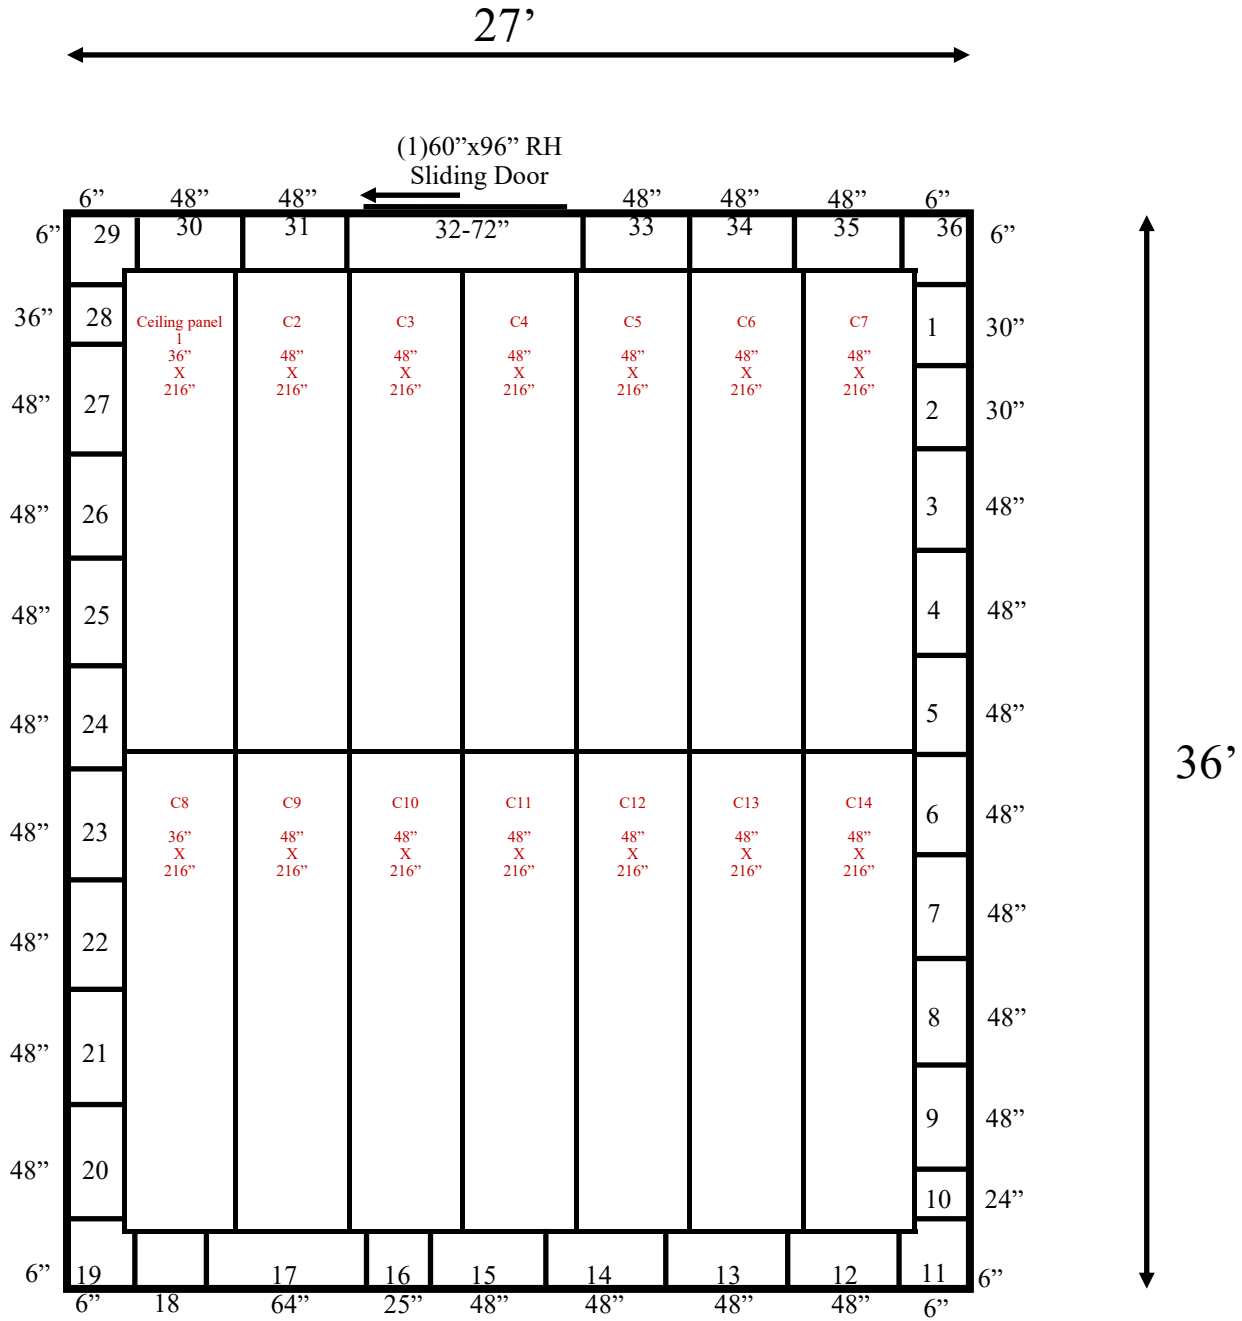 27’
(1)60”x96” RH
Sliding Door
6” 48” 48” 48” 48” 48” 6”
6” 29 30 31 32-72” 33 34 35 36 6”
36” 28 1 30”
Ceiling panel C2 C3 C4 C5 C6 C7
1
36” 48” 48” 48” 48” 48” 48”
X X X X X X X
216” 216” 216” 216” 216” 216” 216”
48” 27 2 30”
48” 26 3 48”
48” 25 4 48”
48” 24 5 48”
36’
C8 C9 C10 C11 C12 C13 C14
36” 48” 48” 48” 48” 48” 48”
X X X X X X X
216” 216” 216” 216” 216” 216” 216”
48” 23 6 48”
48” 22 7 48”
48” 21 8 48”
48” 20 9 48”
10 24”
6” 19 17 16 15 14 13 12 11 6”
6” 18 64” 25” 48” 48” 48” 48” 6”